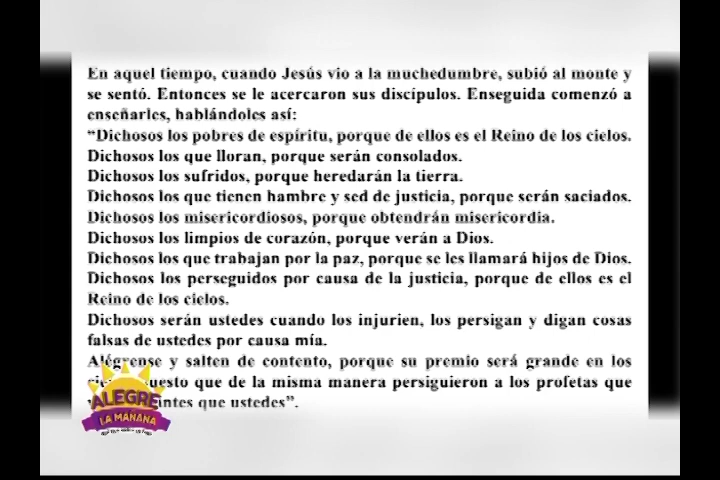 En aquel tiempo, cuando Jesús vio a la muchedumbre, subió al monte y
se sentó. Entonces se le acercaron sus discípulos. Enseguida comenzó a
enseñarles, hablándoles así:
“Dichosos los pobres de espíritu, porque de ellos es el Reino de los cielos.
Dichosos los que lloran, porque serán consolados.
Dichosos los sufridos, porque heredarán la tierra.
Dichosos los que tienen hambre y sed de justicia, porque serán saciados.
Dichosos los misericordiosos, porque obtendrán misericordia.
Dichosos los limpios de corazón, porque verán a Dios.
Dichosos los que trabajan por la paz, porque se les llamará hijos de Dios.
Dichosos los perseguidos por causa de la justicia, porque de ellos es el
Reino de los cielos.
Dichosos serán ustedes cuando los injurien, los persigan y digan cosas
falsas de ustedes por causa mía.
Alégrense y salten de contento, porque su premio será grande en los
que de la misma manera persiguieron a los profetas que
que ustedes”.
ALEGRE
LA MAÑANA